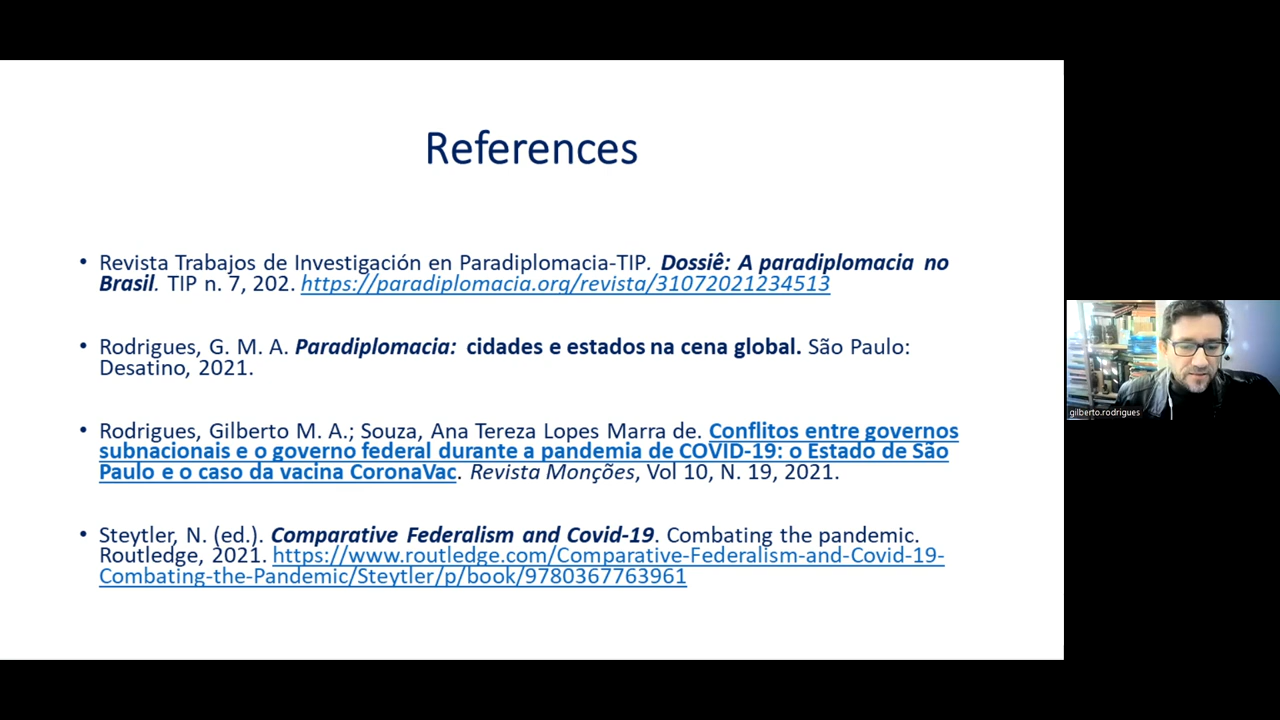 References
• Revista Trabajos de Investigación en Paradiplomacia-TIP. Dossiê: A paradiplomacia no
Brasil. TIP n. 7, 202. https://paradiplomacia.org/revista/31072021234513
• Rodrigues, G. M. A. Paradiplomacia: cidades e estados na cena global. São Paulo:
Desatino, 2021.
• Rodrigues, Gilberto M. A.; Souza, Ana Tereza Lopes Marra de. Conflitos entre governos
subnacionais e o governo federal durante a pandemia de COVID-19: o Estado de São
Paulo e o caso da vacina CoronaVac. Revista Monções, Vol 10, N. 19, 2021.
• Steytler, N. (ed.). Comparative Federalism and Covid-19. Combating the pandemic.
Routledge, 2021. https://www.routledge.com/Comparative-Federalism-and-Covid-19-
Combating-the-Pandemic/Steytler/p/book/9780367763961
gilberto.rodrigues